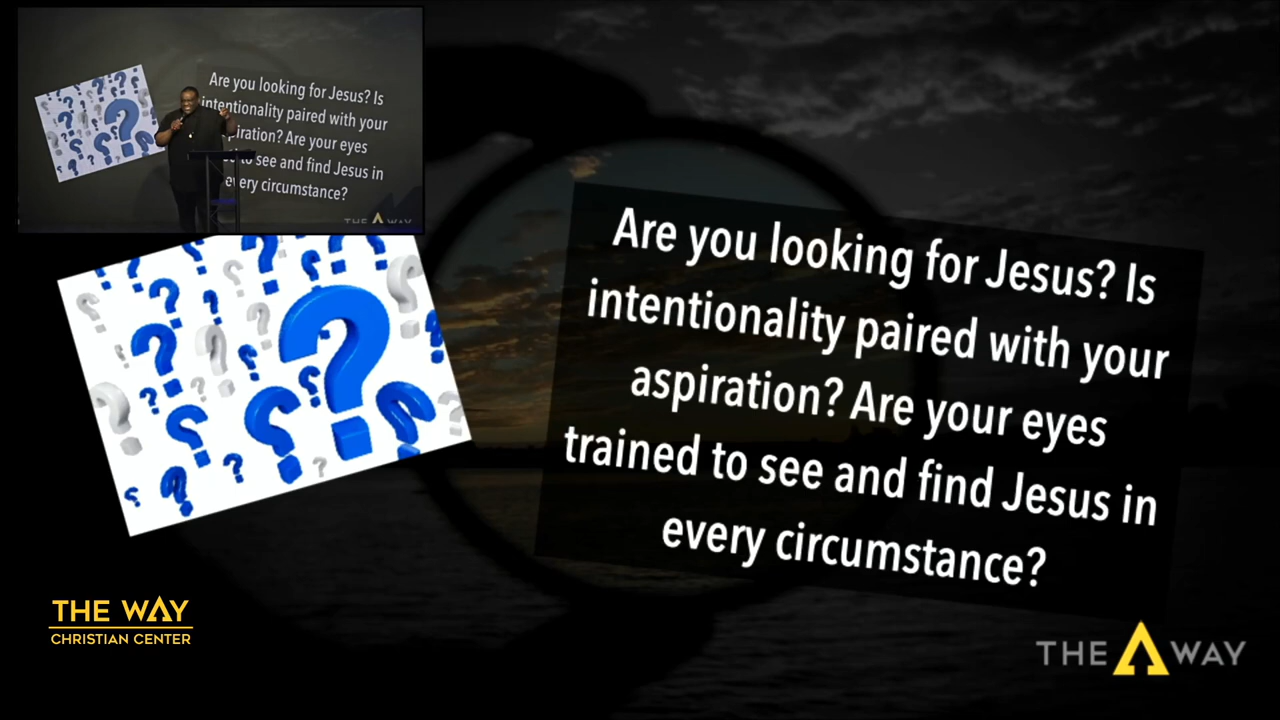 Are you looking for Jesus? Is
intentionality paired with your
Are your eyes
to see and find Jesus in
every circumstance?
THE WAY
Are you looking for Jesus? Is
intentionality paired with your
aspiration? Are your eyes
trained to see and find Jesus in
every circumstance?
THE WAY
CHRISTIAN CENTER
THE WAY